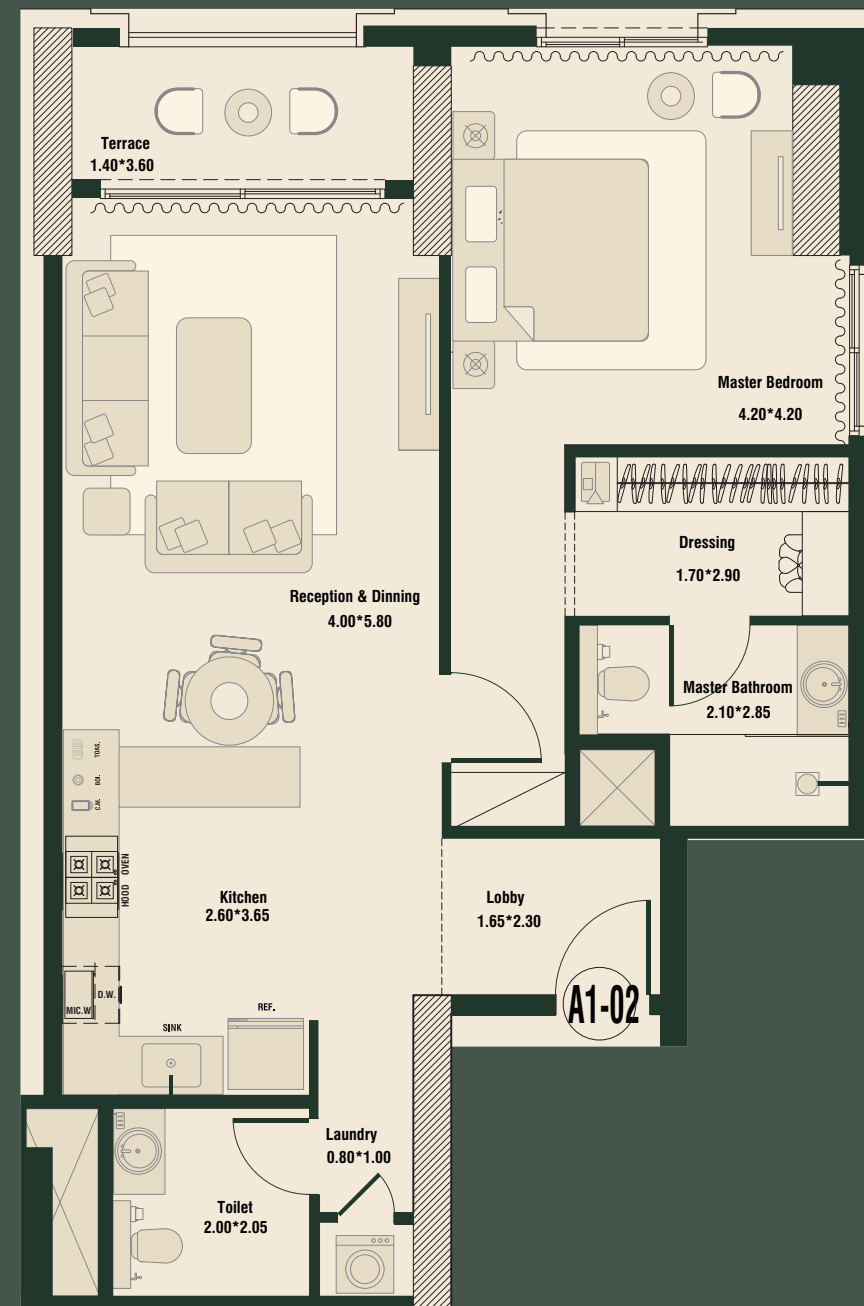 Terrace
1.40*3.60
Master Bedroom
4.20*4.20
Dressing
1.70*2.90
Reception & Dinning
4.00*5.80
Master Bathroom
2.10*2.85
TOAS.
BOI.
C.M.
HOOD OVEN
Kitchen
2.60*3.65
Lobby
1.65*2.30
D.W.
MIC.W
A1-02
REF.
SINK
Laundry
0.80*1.00
Toilet
2.00*2.05